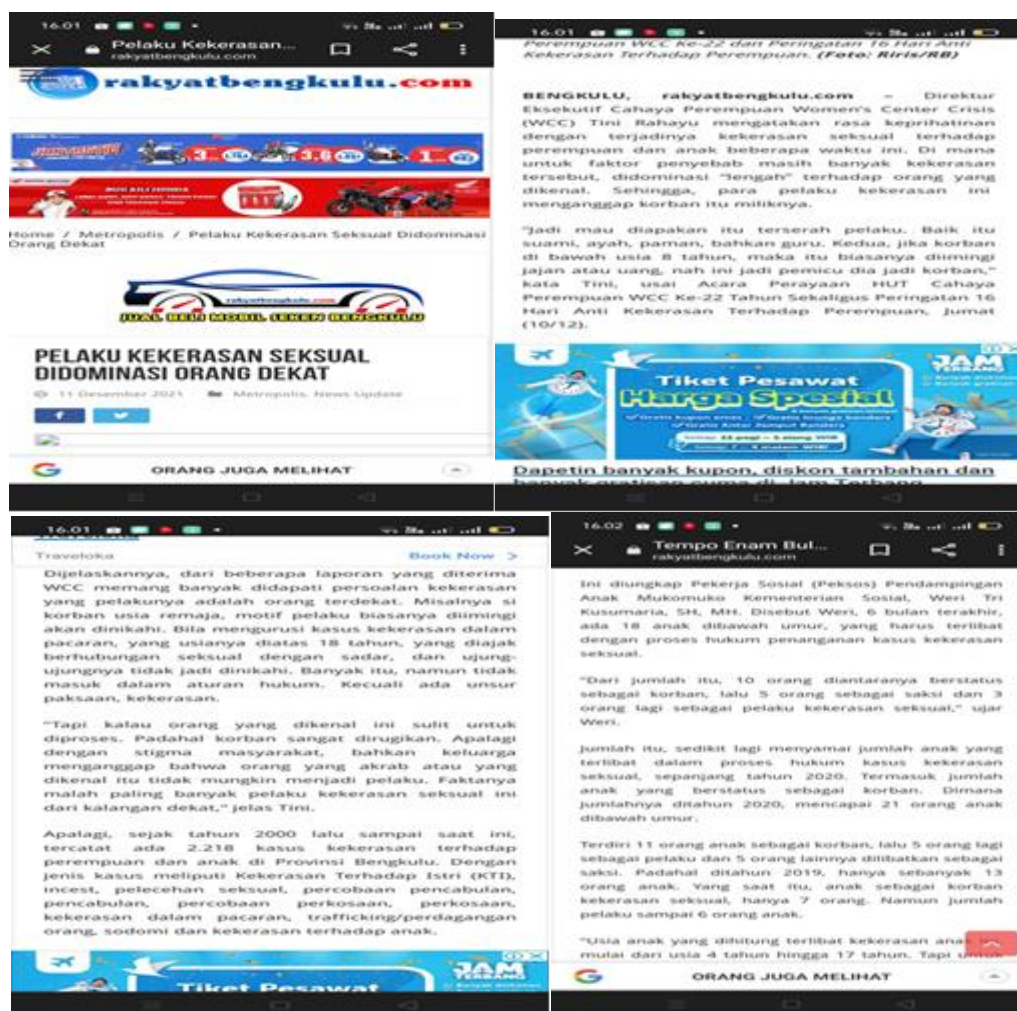 16.01
Pelaku Kekerasan...
rakyatbengkulu.com
rakyatbengkulu.com
Home / Metropolis / Pelaku Kekerasan Seksual Didominasi
Orang Dekat
rakyatbengkulu.com
JUAL BELI MOBIL LEKEN BENGKULU
PELAKU KEKERASAN SEKSUAL
DIDOMINASI ORANG DEKAT
11 Desember 2021 Metropolis, News Update
ORANG JUGA MELIHAT
16.01
Perempuan WCC Ke-22 dan Peringatan 16 Hari Anti
Kekerasan Terhadap Perempuan. (Foto: Riris/RB)
BENGKULU, rakyatbengkulu.com – Direktur
Eksekutif Cahaya Perempuan Women's Center Crisis
(WCC) Tini Rahayu mengatakan rasa keprihatinan
dengan terjadinya kekerasan seksual terhadap
perempuan dan anak beberapa waktu ini. Di mana
untuk faktor penyebab masih banyak kekerasan
tersebut, didominasi "lengah" terhadap orang yang
dikenal. Sehingga, para pelaku kekerasan ini
menganggap korban itu miliknya.
"Jadi mau diapakan itu terserah pelaku. Baik itu
suami, ayah, paman, bahkan guru. Kedua, jika korban
di bawah usia 8 tahun, maka itu biasanya diimingi
jajan atau uang, nah ini jadi pemicu dia jadi korban,"
kata Tini, usai Acara Perayaan HUT Cahaya
Perempuan WCC Ke-22 Tahun Sekaligus Peringatan 16
Hari Anti Kekerasan Terhadap Perempuan, Jumat
(10/12).
JAM
TERBANG
Tiket Pesawat
Harga Spesial
Dapetin banyak kupon, diskon tambahan dan
banyak gratisan cuma di Jam Terbang
16.01
Traveloka
Traveloka Book Now >
Dijelaskannya, dari beberapa laporan yang diterima
WCC memang banyak didapati persoalan kekerasan
yang pelakunya adalah orang terdekat. Misalnya si
korban usia remaja, motif pelaku biasanya diimingi
akan dinikahi. Bila mengurusi kasus kekerasan dalam
pacaran, yang usianya diatas 18 tahun, yang diajak
berhubungan seksual dengan sadar, dan ujung-
ujungnya tidak jadi dinikahi. Banyak itu, namun tidak
masuk dalam aturan hukum. Kecuali ada unsur
paksaan, kekerasan.
"Tapi kalau orang yang dikenal ini sulit untuk
diproses. Padahal korban sangat dirugikan. Apalagi
dengan stigma masyarakat, bahkan keluarga
menganggap bahwa orang yang akrab atau yang
dikenal itu tidak mungkin menjadi pelaku. Faktanya
malah paling banyak pelaku kekerasan seksual ini
dari kalangan dekat," jelas Tini.
Apalagi, sejak tahun 2000 lalu sampai saat ini,
tercatat ada 2.218 kasus kekerasan terhadap
perempuan dan anak di Provinsi Bengkulu. Dengan
jenis kasus meliputi Kekerasan Terhadap Istri (KTI),
incest, pelecehan seksual, percobaan pencabulan,
pencabulan, percobaan perkosaan, perkosaan,
kekerasan dalam pacaran, trafficking/perdagangan
orang, sodomi dan kekerasan terhadap anak.
JAM
TERBANG
Tiket Pesawat
16.02
Tempo Enam Bul...
rakyatbengkulu.com
Ini diungkap Pekerja Sosial (Peksos) Pendampingan
Anak Mukomuko Kementerian Sosial, Weri Tri
Kusumaria, SH, MH. Disebut Weri, 6 bulan terakhir,
ada 18 anak dibawah umur, yang harus terlibat
dengan proses hukum penanganan kasus kekerasan
seksual.
"Dari jumlah itu, 10 orang diantaranya berstatus
sebagai korban, lalu 5 orang sebagai saksi dan 3
orang lagi sebagai pelaku kekerasan seksual," ujar
Weri.
Jumlah itu, sedikit lagi menyamai jumlah anak yang
terlibat dalam proses hukum kasus kekerasan
seksual, sepanjang tahun 2020. Termasuk jumlah
anak yang berstatus sebagai korban. Dimana
jumlahnya ditahun 2020, mencapai 21 orang anak
dibawah umur.
Terdiri 11 orang anak sebagai korban, lalu 5 orang lagi
sebagai pelaku dan 5 orang lainnya dilibatkan sebagai
saksi. Padahal ditahun 2019, hanya sebanyak 13
orang anak. Yang saat itu, anak sebagai korban
kekerasan seksual, hanya 7 orang. Namun jumlah
pelaku sampai 6 orang anak.
"Usia anak yang dihitung terlibat kekerasan anak
mulai dari usia 4 tahun hingga 17 tahun. Tapi untuk
ORANG JUGA MELIHAT